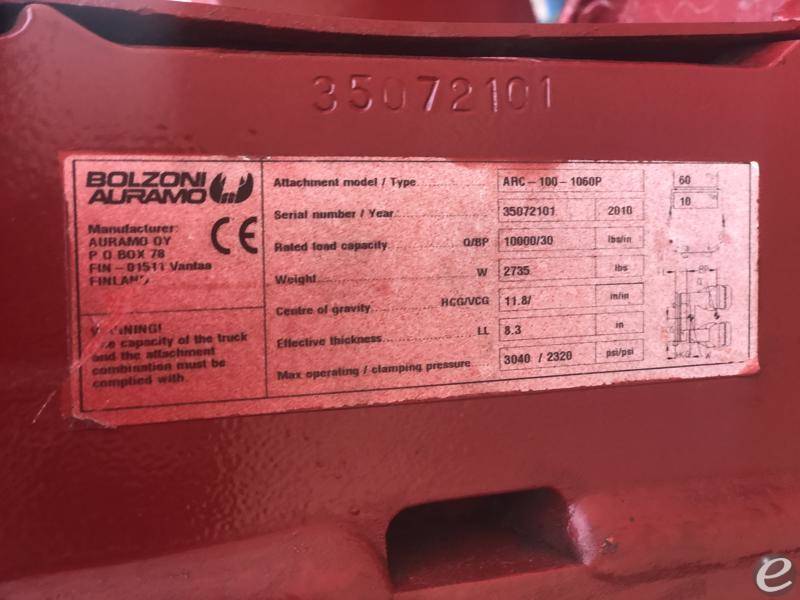 35072101
BOLZONI
AURAMO
CE
Manufacturer:
AURAMO OY
P O BOX 78
FIN - 01511 Vantaa
FINLAND
WARNING!
The capacity of the truck
and the attachment
combination must be
complied with
Attachment model / Type ARC-100-1060P
Serial number / Year 35072101 2010
Rated load capacity Q/BP 10000/30 lbs/in
Weight W 2735 lbs
Centre of gravity HCG/VCG 11.8/ in/in
Effective thickness LL 8.3 in
Max operating / clamping pressure 3040 / 2320 psi/psi
60
10
e